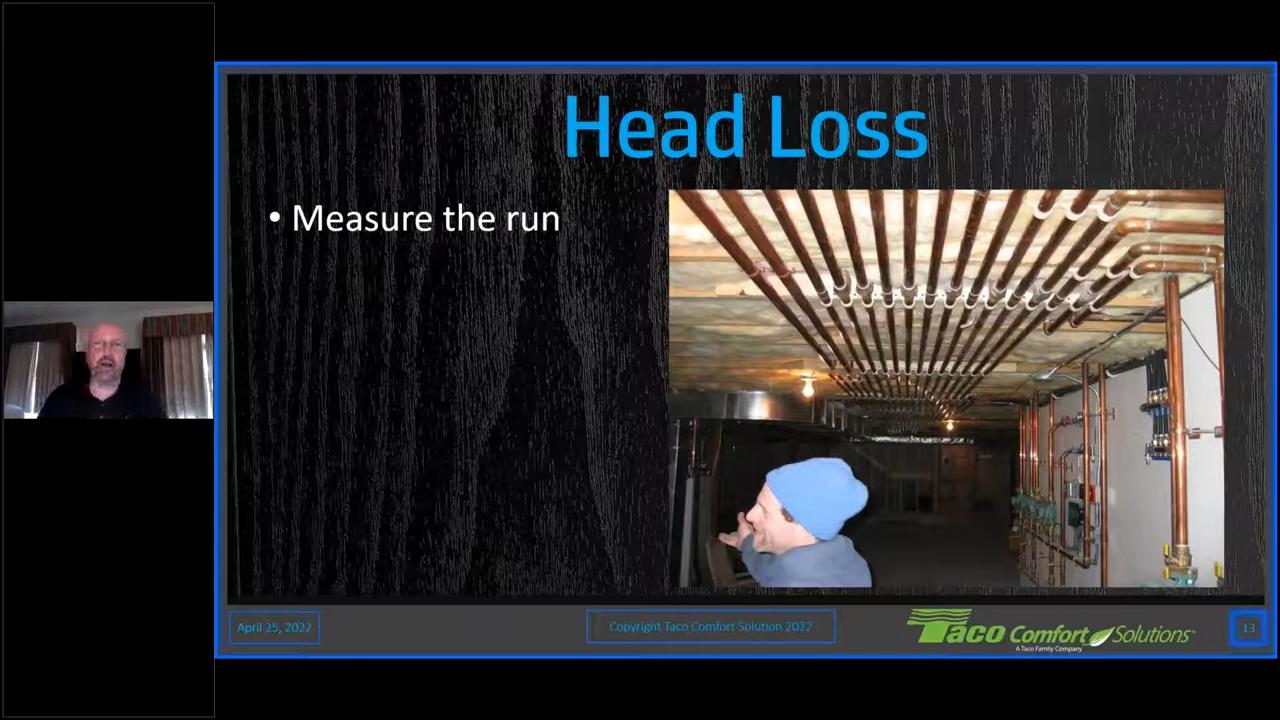 Head Loss
• Measure the run
April 25, 2022
Copyright Taco Comfort Solution 2022
Taco Comfort Solutions
A Taco Family Company
13